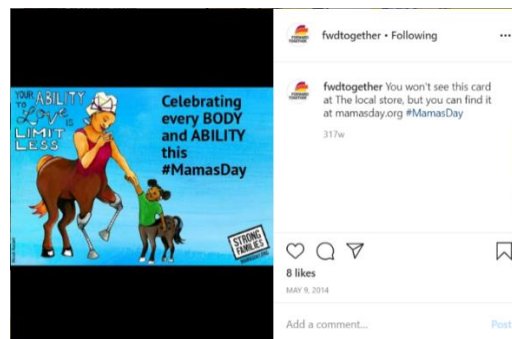 YOUR ABILITY
TO Love IS
LIMIT
LESS
Celebrating
every BODY
and ABILITY
this
#MamasDay
STRONG
FAMILIES
fwdtogether • Following
fwdtogether You won't see this card
at The local store, but you can find it
at mamasday.org #MamasDay
317w
8 likes
MAY 9, 2014
Add a comment...
Post